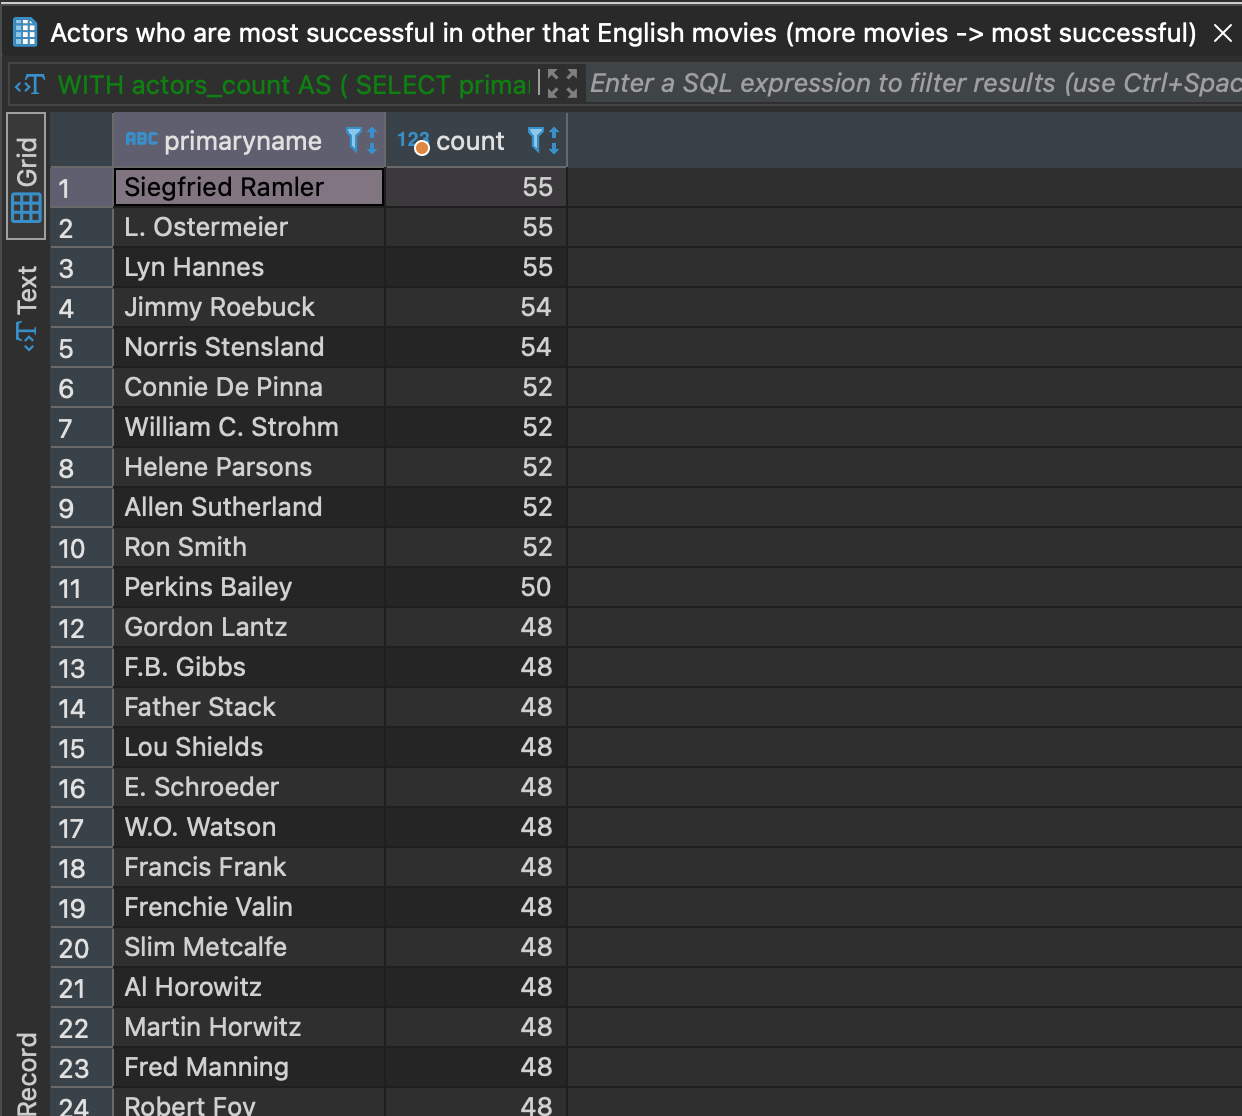 Actors who are most successful in other that English movies (more movies -> most successful)
WITH actors_count AS ( SELECT prima
Enter a SQL expression to filter results (use Ctrl+Spac
Grid
Text
Record
ABC primaryname 123 count
1 Siegfried Ramler 55
2 L. Ostermeier 55
3 Lyn Hannes 55
4 Jimmy Roebuck 54
5 Norris Stensland 54
6 Connie De Pinna 52
7 William C. Strohm 52
8 Helene Parsons 52
9 Allen Sutherland 52
10 Ron Smith 52
11 Perkins Bailey 50
12 Gordon Lantz 48
13 F.B. Gibbs 48
14 Father Stack 48
15 Lou Shields 48
16 E. Schroeder 48
17 W.O. Watson 48
18 Francis Frank 48
19 Frenchie Valin 48
20 Slim Metcalfe 48
21 Al Horowitz 48
22 Martin Horwitz 48
23 Fred Manning 48
24 Robert Foy 48